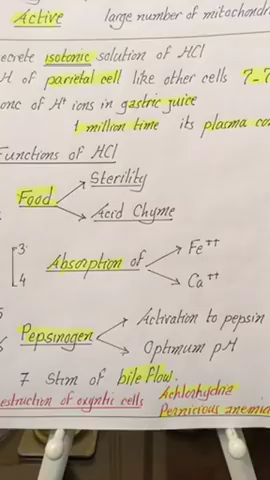 Active large number of mitochondri
ecrete isotonic solution of HCl
H of parietal cell like other cells 7-7
onc of H+ ions in gastric juice
1 million time its plasma co
Functions of HCl
Food
Sterility
Acid Chyme
3
4
Absorption of
Fe++
Ca++
Pepsinogen
Activation to pepsin
Optimum pH
7 Stim of bile flow.
estruction of oxyntic cells Achlorhydria
Pernicious anemia